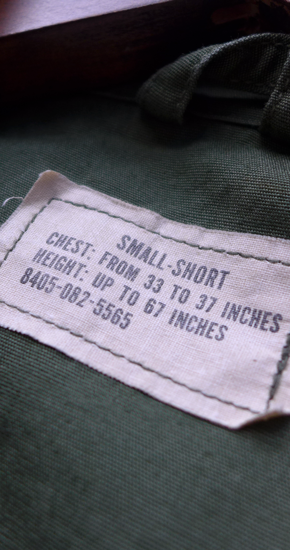 SMALL-SHORT
CHEST: FROM 33 TO 37 INCHES
HEIGHT: UP TO 67 INCHES
8405-082-5565